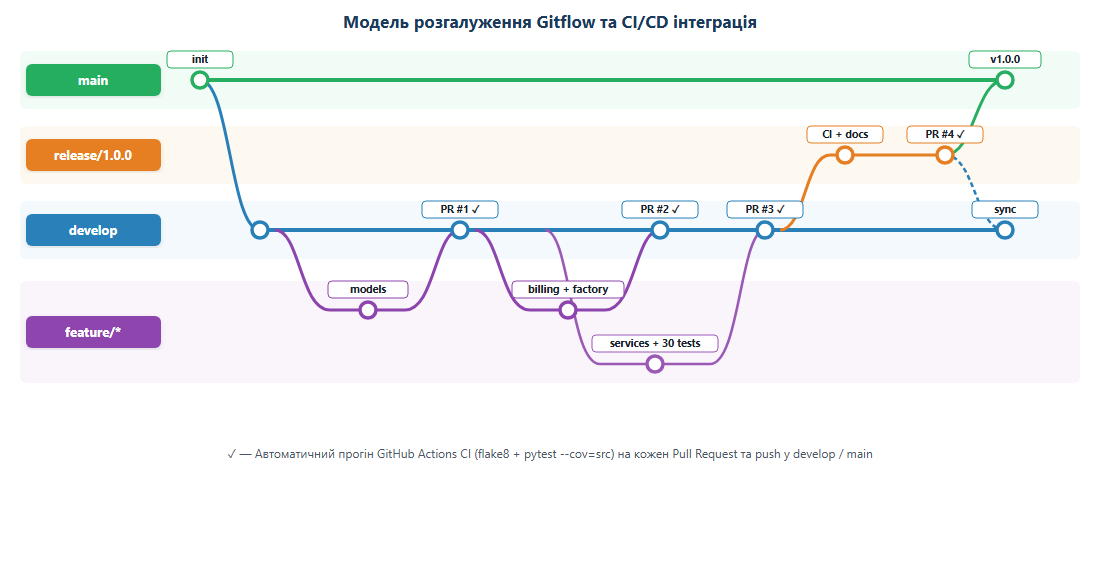 Модель розгалуження Gitflow та CI/CD інтеграція
init
v1.0.0
main
CI + docs
PR #4 ✓
release/1.0.0
PR #1 ✓
PR #2 ✓
PR #3 ✓
sync
develop
models
billing + factory
feature/*
services + 30 tests
✓ — Автоматичний прогін GitHub Actions CI (flake8 + pytest --cov=src) на кожен Pull Request та push у develop / main